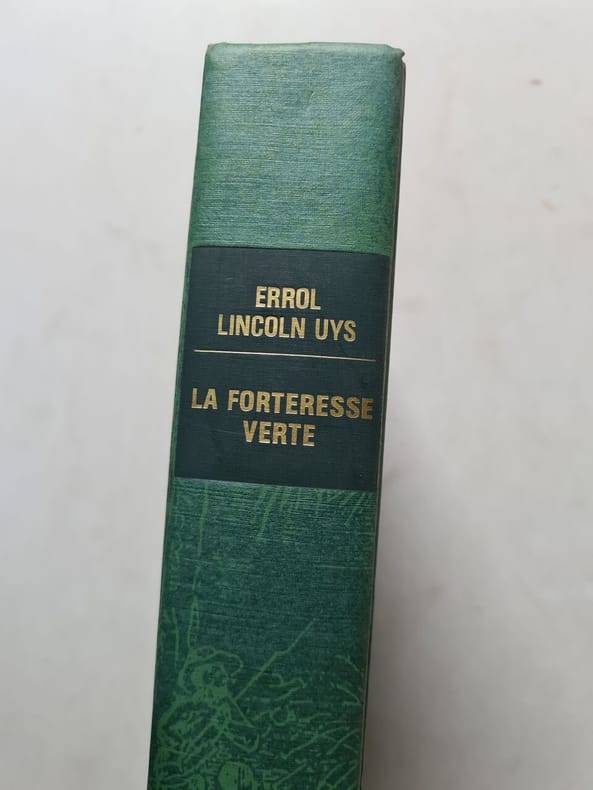 ERROL
LINCOLN UYS
LA FORTERESSE
VERTE